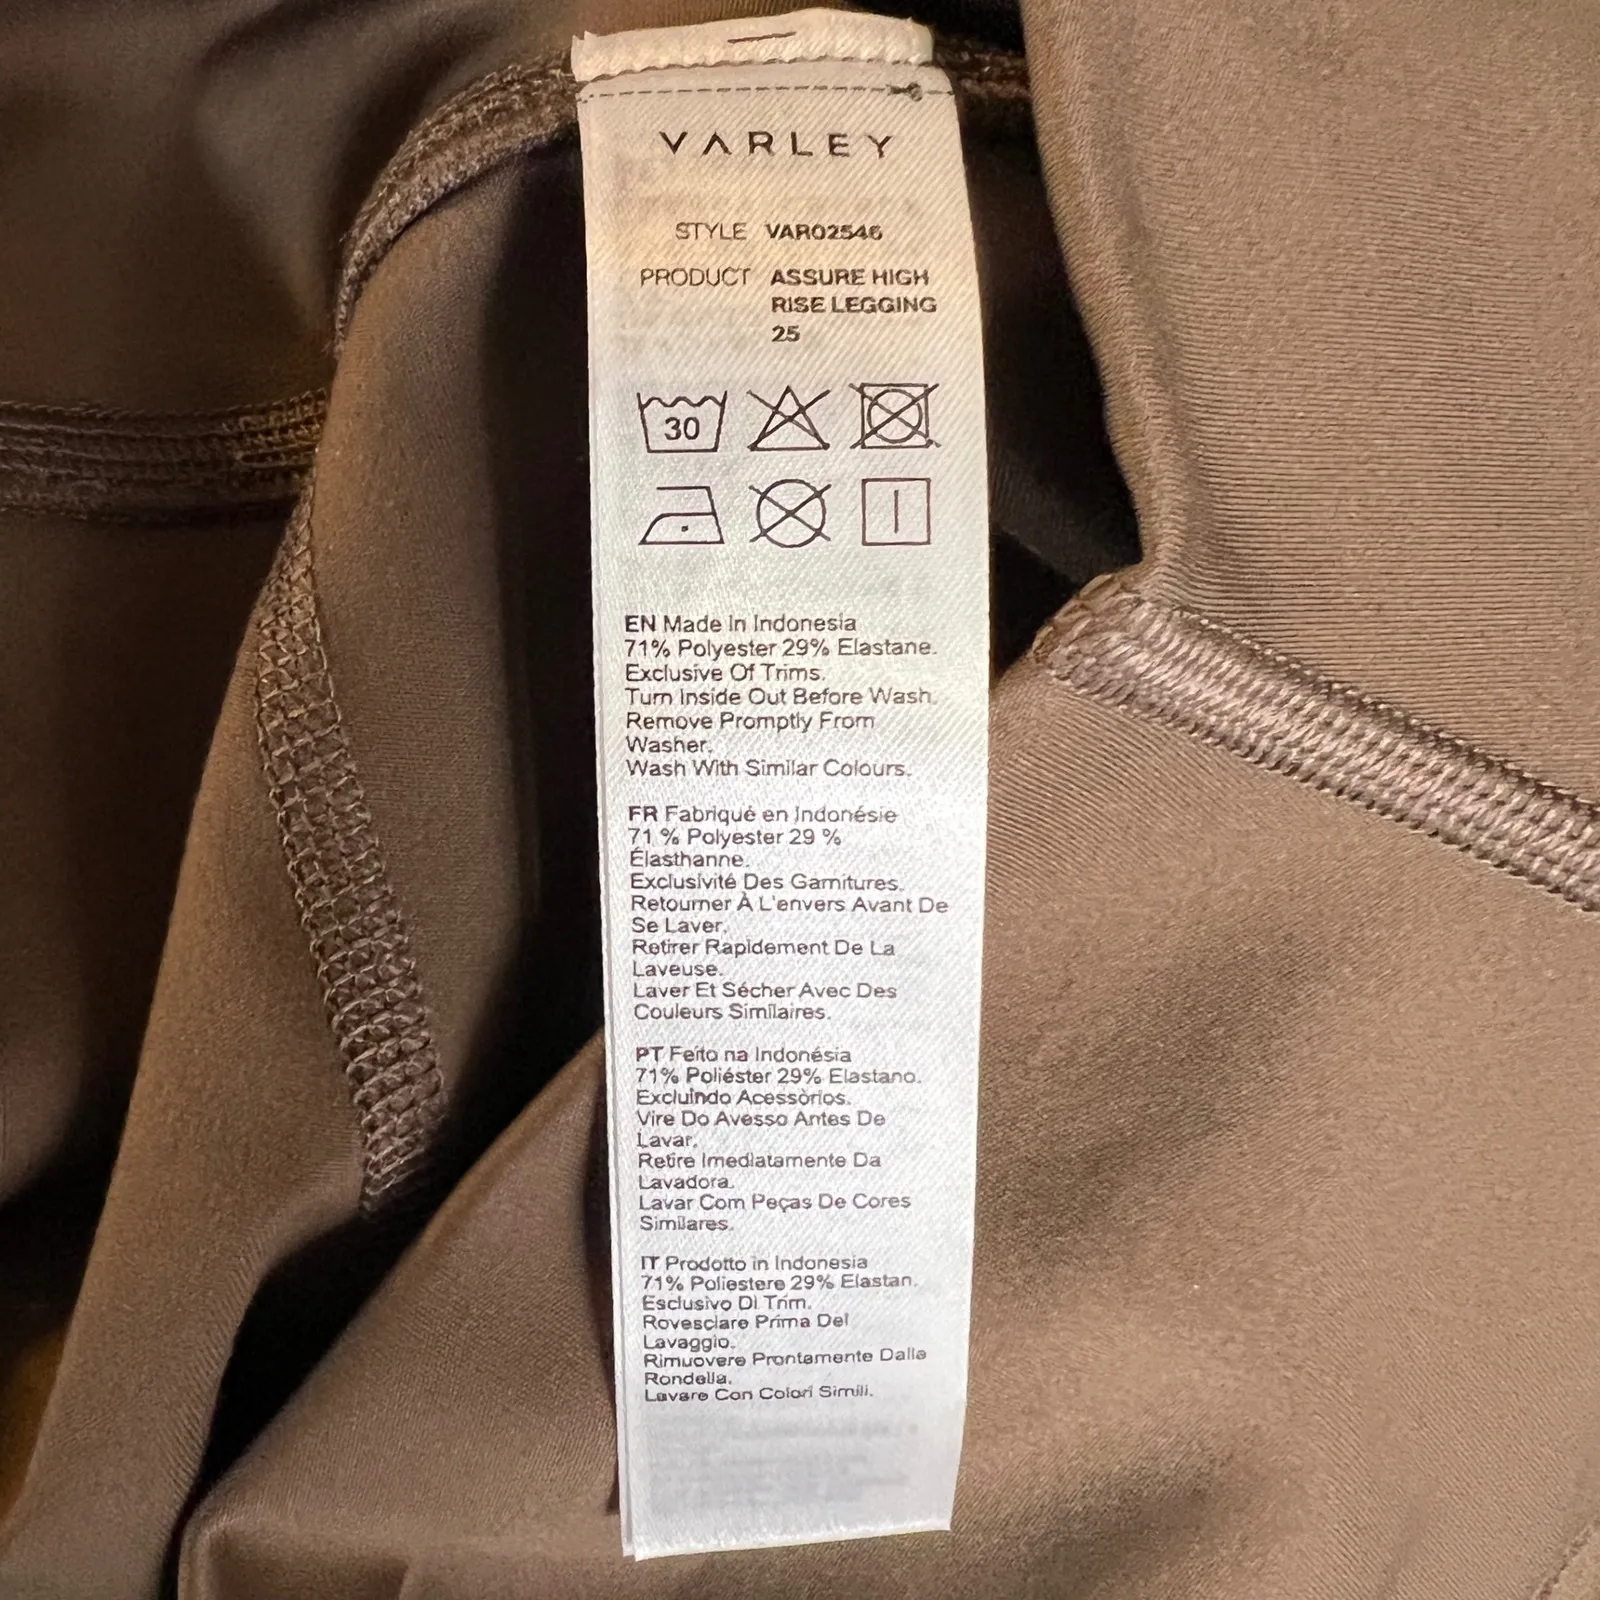 VARLEY
STYLE VAR02546
PRODUCT ASSURE HIGH
RISE LEGGING
25
30
EN Made In Indonesia
71% Polyester 29% Elastane.
Exclusive Of Trims.
Turn Inside Out Before Wash.
Remove Promptly From
Washer.
Wash With Similar Colours.
FR Fabriqué en Indonésie
71 % Polyester 29 %
Élasthanne.
Exclusivité Des Garnitures.
Retourner À L'envers Avant De
Se Laver.
Retirer Rapidement De La
Laveuse.
Laver Et Sécher Avec Des
Couleurs Similaires.
PT Feito na Indonésia
71% Poliéster 29% Elastano.
Excluindo Acessòrios.
Vire Do Avesso Antes De
Lavar.
Retire Imediatamente Da
Lavadora.
Lavar Com Peças De Cores
Similares.
IT Prodotto in Indonesia
71% Poliestere 29% Elastan.
Esclusivo Di Trim.
Rovesciare Prima Del
Lavaggio.
Rimuovere Prontamente Dalla
Rondella.
Lavare Con Colori Simili.